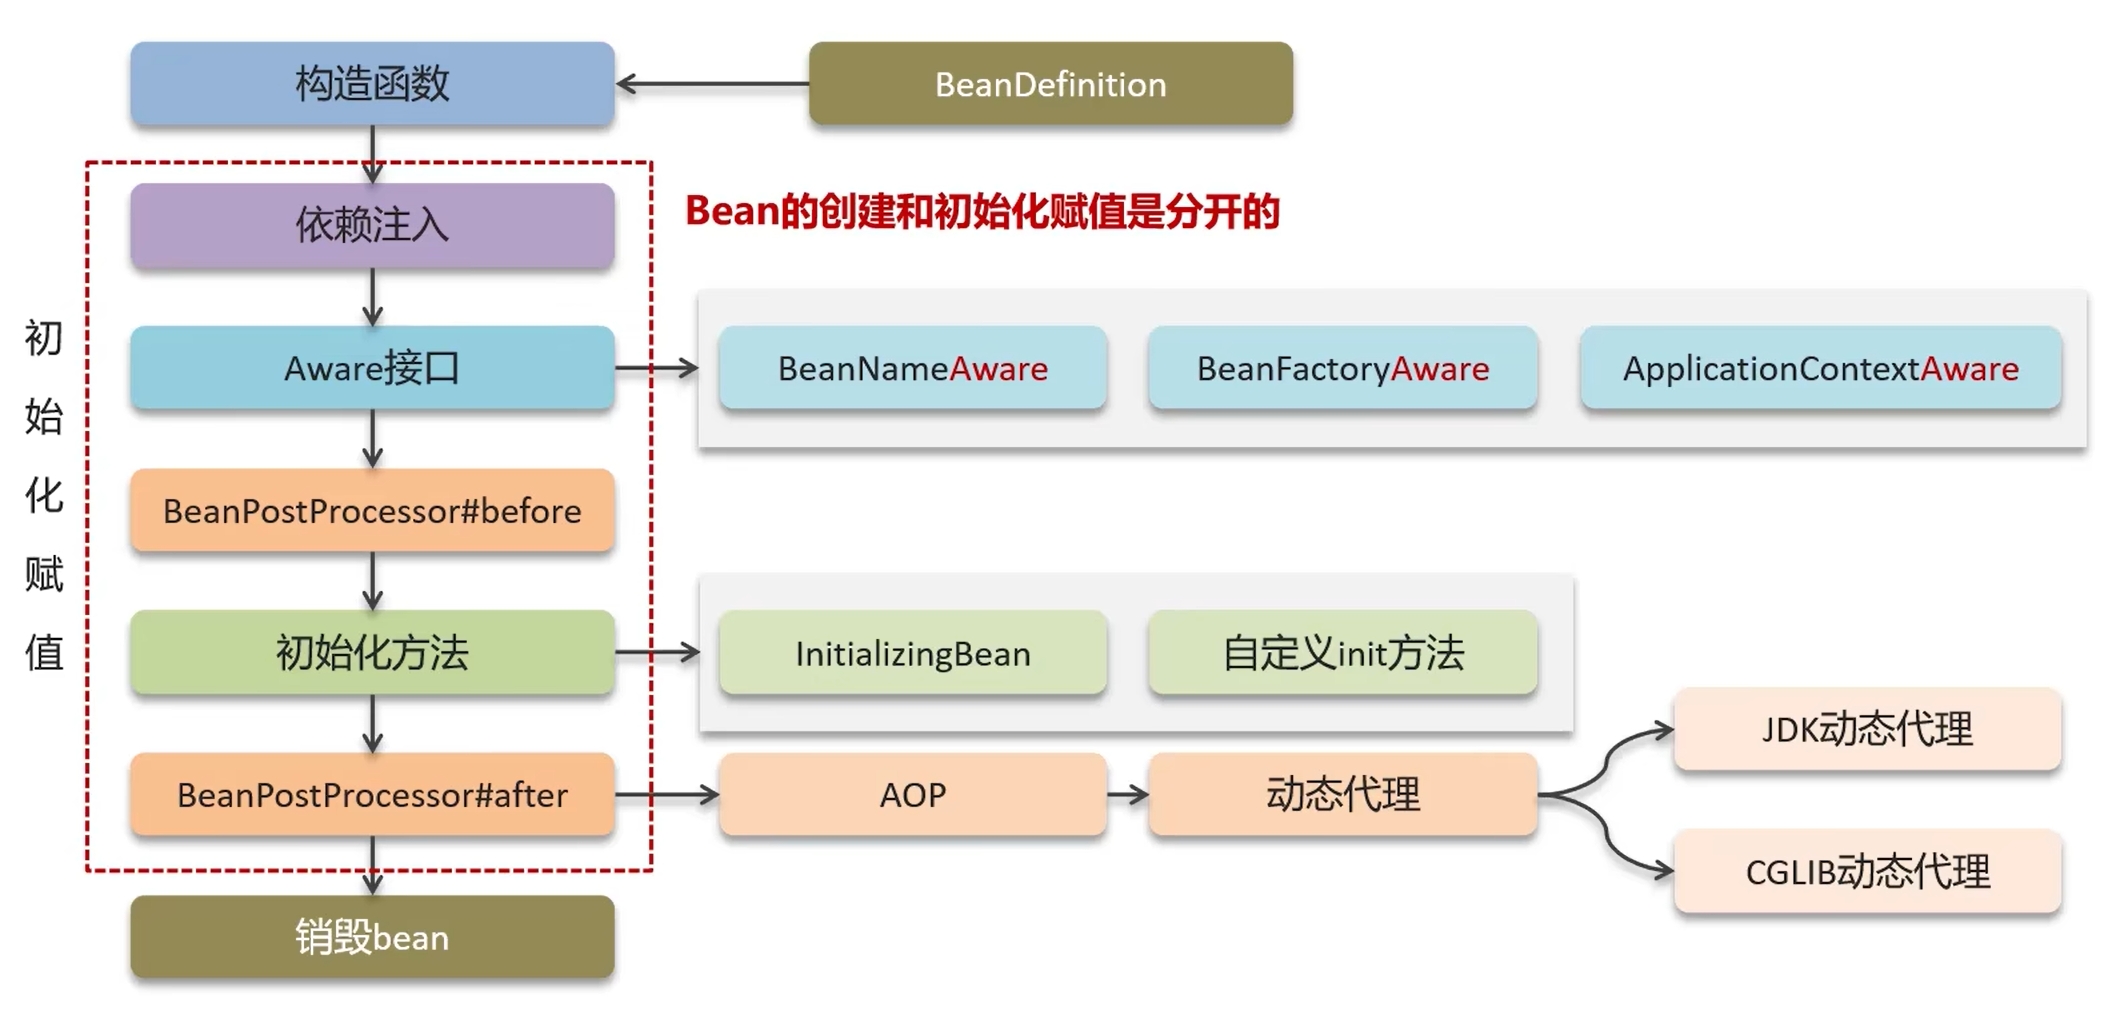 构造函数
BeanDefinition
依赖注入
Bean的创建和初始化赋值是分开的
初始化赋值
Aware接口
BeanNameAware
BeanFactoryAware
ApplicationContextAware
BeanPostProcessor#before
初始化方法
InitializingBean
自定义init方法
BeanPostProcessor#after
AOP
动态代理
JDK动态代理
CGLIB动态代理
销毁bean